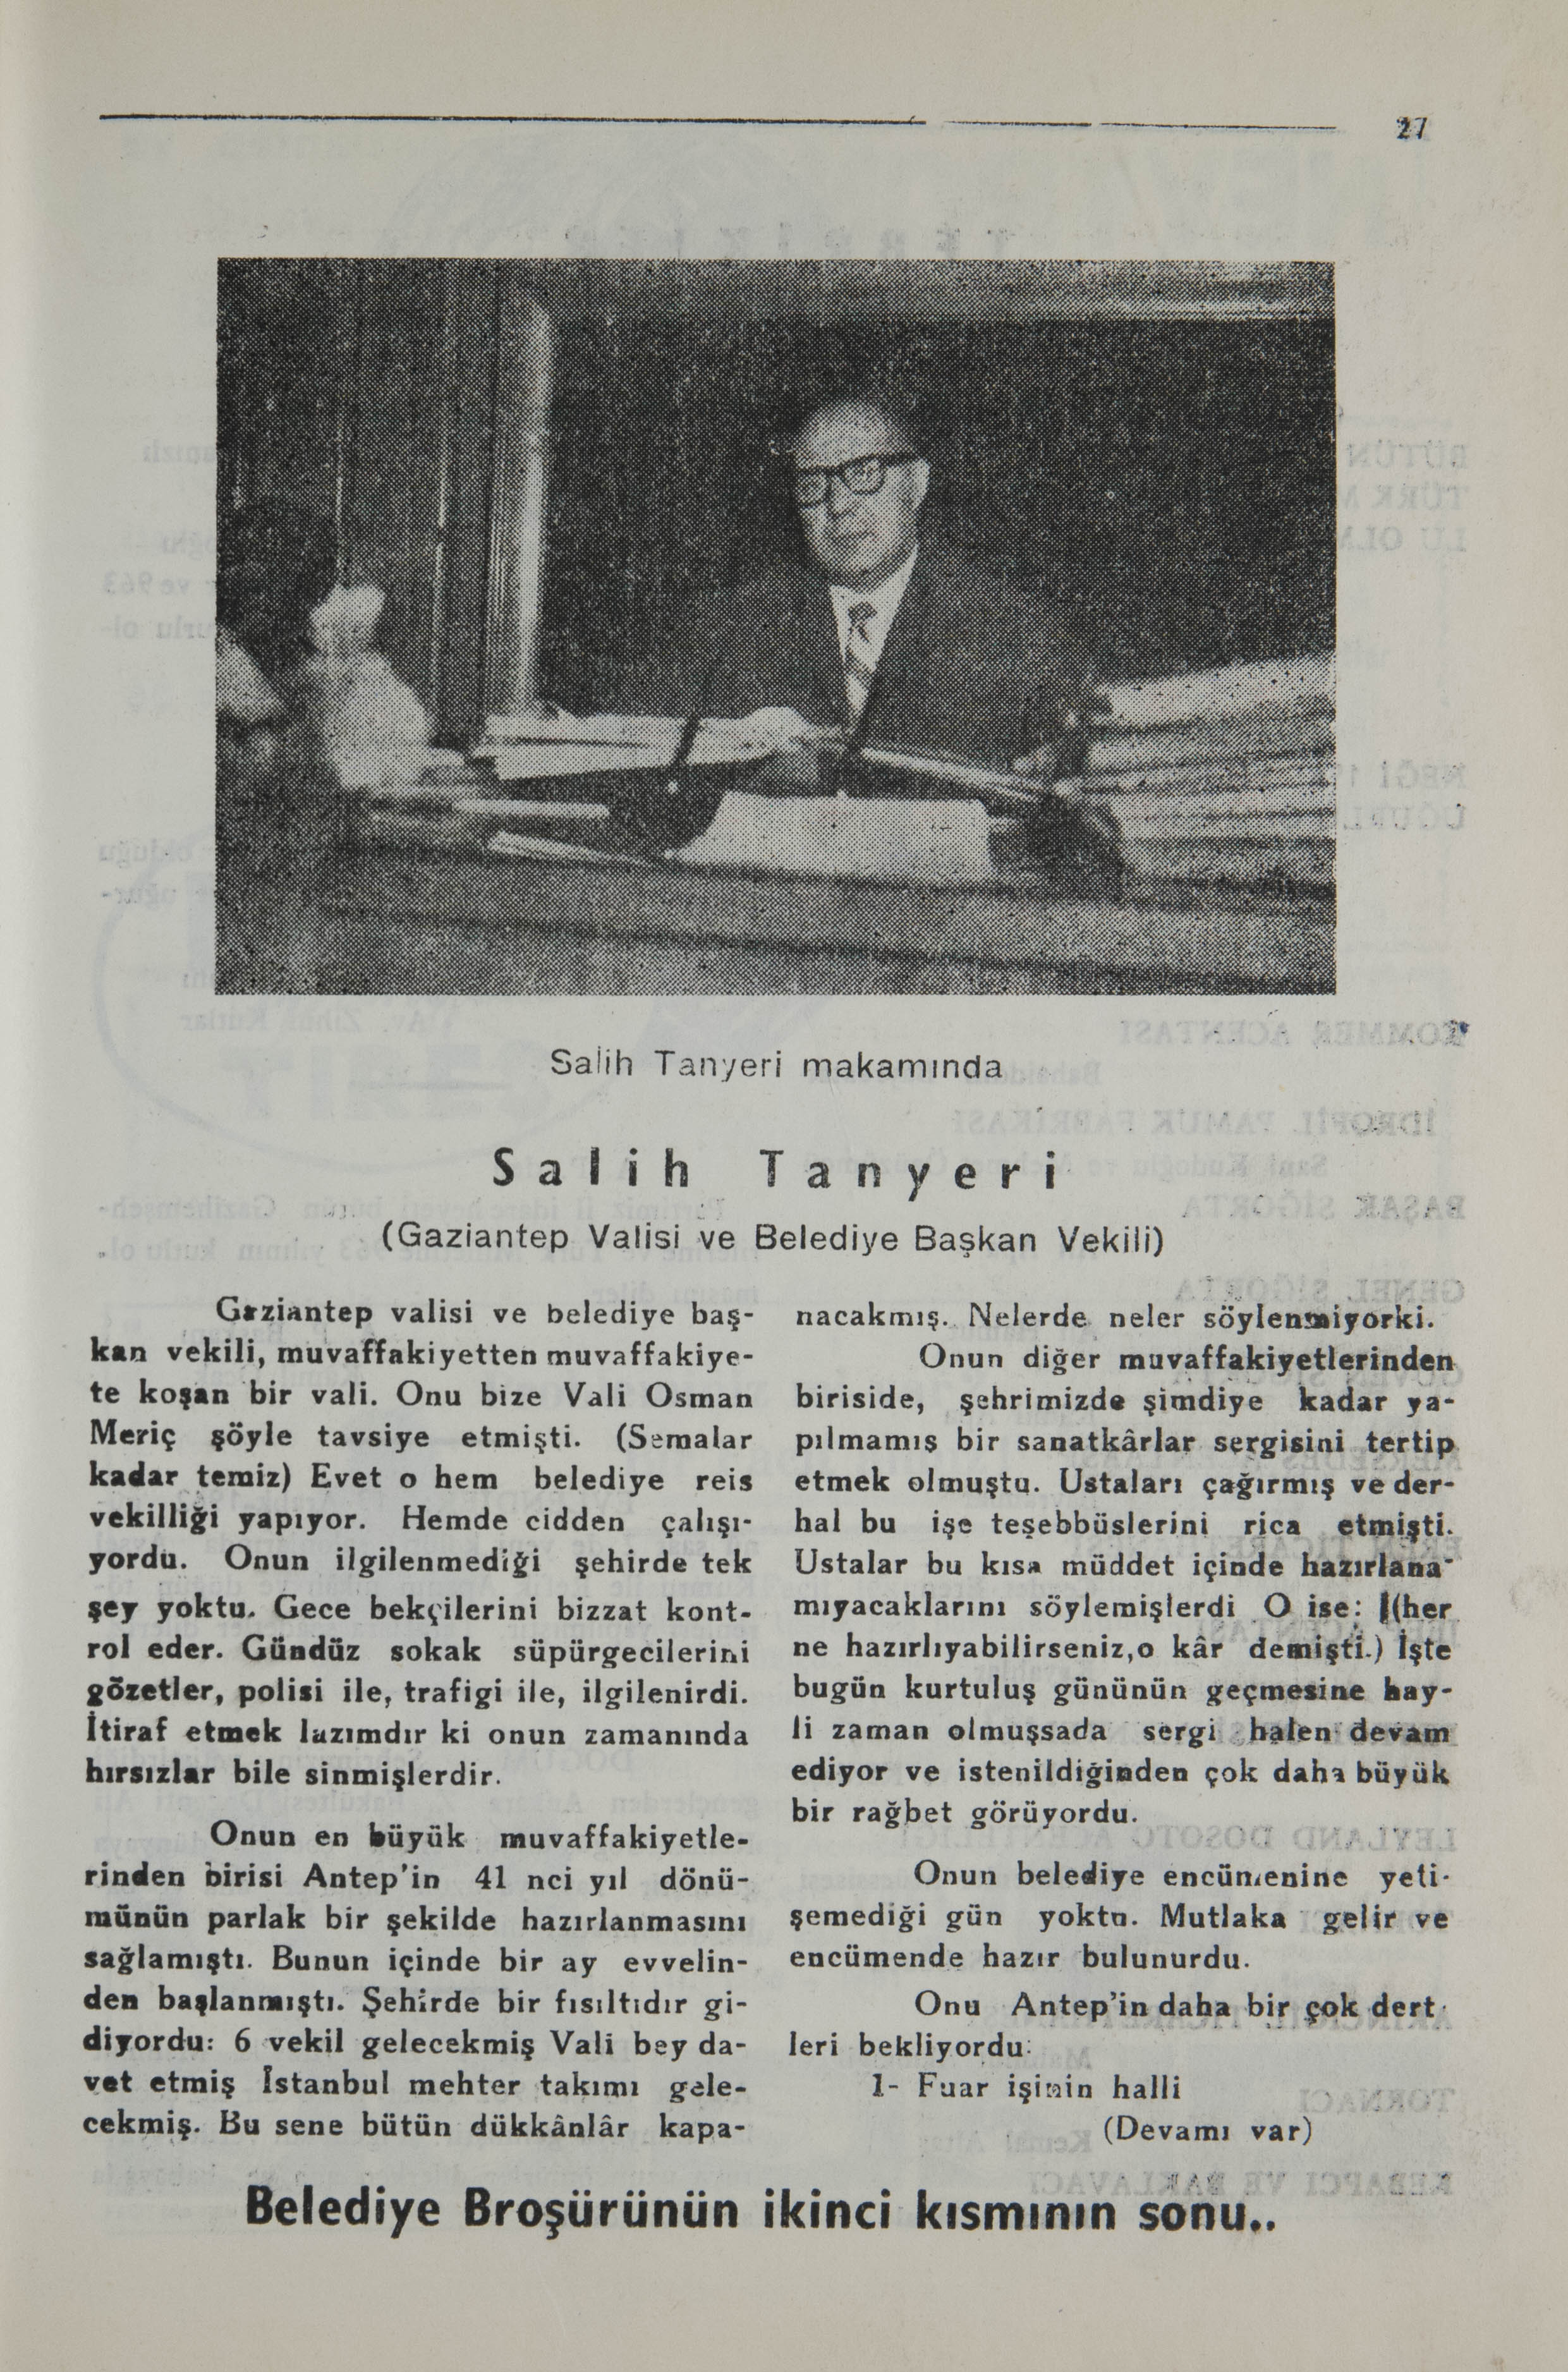 27
Salih Tanyeri makamında
Salih Tanyeri
(Gaziantep Valisi ve Belediye Başkan Vekili)
Gaziantep valisi ve belediye baş-
kan vekili, muvaffakiyetten muvaffakiye-
te koşan bir vali. Onu bize Vali Osman
Meriç şöyle tavsiye etmişti. (Semalar
kadar temiz) Evet o hem belediye reis
vekilliği yapıyor. Hemde cidden çalışı-
yordu. Onun ilgilenmediği şehirde tek
şey yoktu. Gece bekçilerini bizzat kont-
rol eder. Gündüz sokak süpürgecilerini
gözetler, polisi ile, trafigi ile, ilgilenirdi.
İtiraf etmek lazımdır ki onun zamanında
hırsızlar bile sinmişlerdir.
Onun en büyük muvaffakiyetle-
rinden birisi Antep'in 41 nci yıl dönü-
münün parlak bir şekilde hazırlanmasını
sağlamıştı. Bunun içinde bir ay evvelin-
den başlanmıştı. Şehirde bir fısıltıdır gi-
diyordu: 6 vekil gelecekmiş Vali bey da-
vet etmiş İstanbul mehter takımı gele-
cekmiş. Bu sene bütün dükkânlâr kapa-
nacakmış. Nelerde neler söylenmiyorki.
Onun diğer muvaffakiyetlerinden
biriside, şehrimizde şimdiye kadar ya-
pılmamış bir sanatkârlar sergisini tertip
etmek olmuştu. Ustaları çağırmış ve der-
hal bu işe teşebbüslerini rica etmişti.
Ustalar bu kısa müddet içinde hazırlana-
mıyacaklarını söylemişlerdi O ise: ((her
ne hazırlıyabilirseniz,o kâr demişti.) İşte
bugün kurtuluş gününün geçmesine hay-
li zaman olmuşsada sergi halen devam
ediyor ve istenildiğinden çok daha büyük
bir rağbet görüyordu.
Onun belediye encümenine yeti-
şemediği gün yoktu. Mutlaka gelir ve
encümende hazır bulunurdu.
Onu Antep'in daha bir çok dert-
leri bekliyordu:
1- Fuar işinin halli
(Devamı var)
Belediye Broşürünün ikinci kısmının sonu..